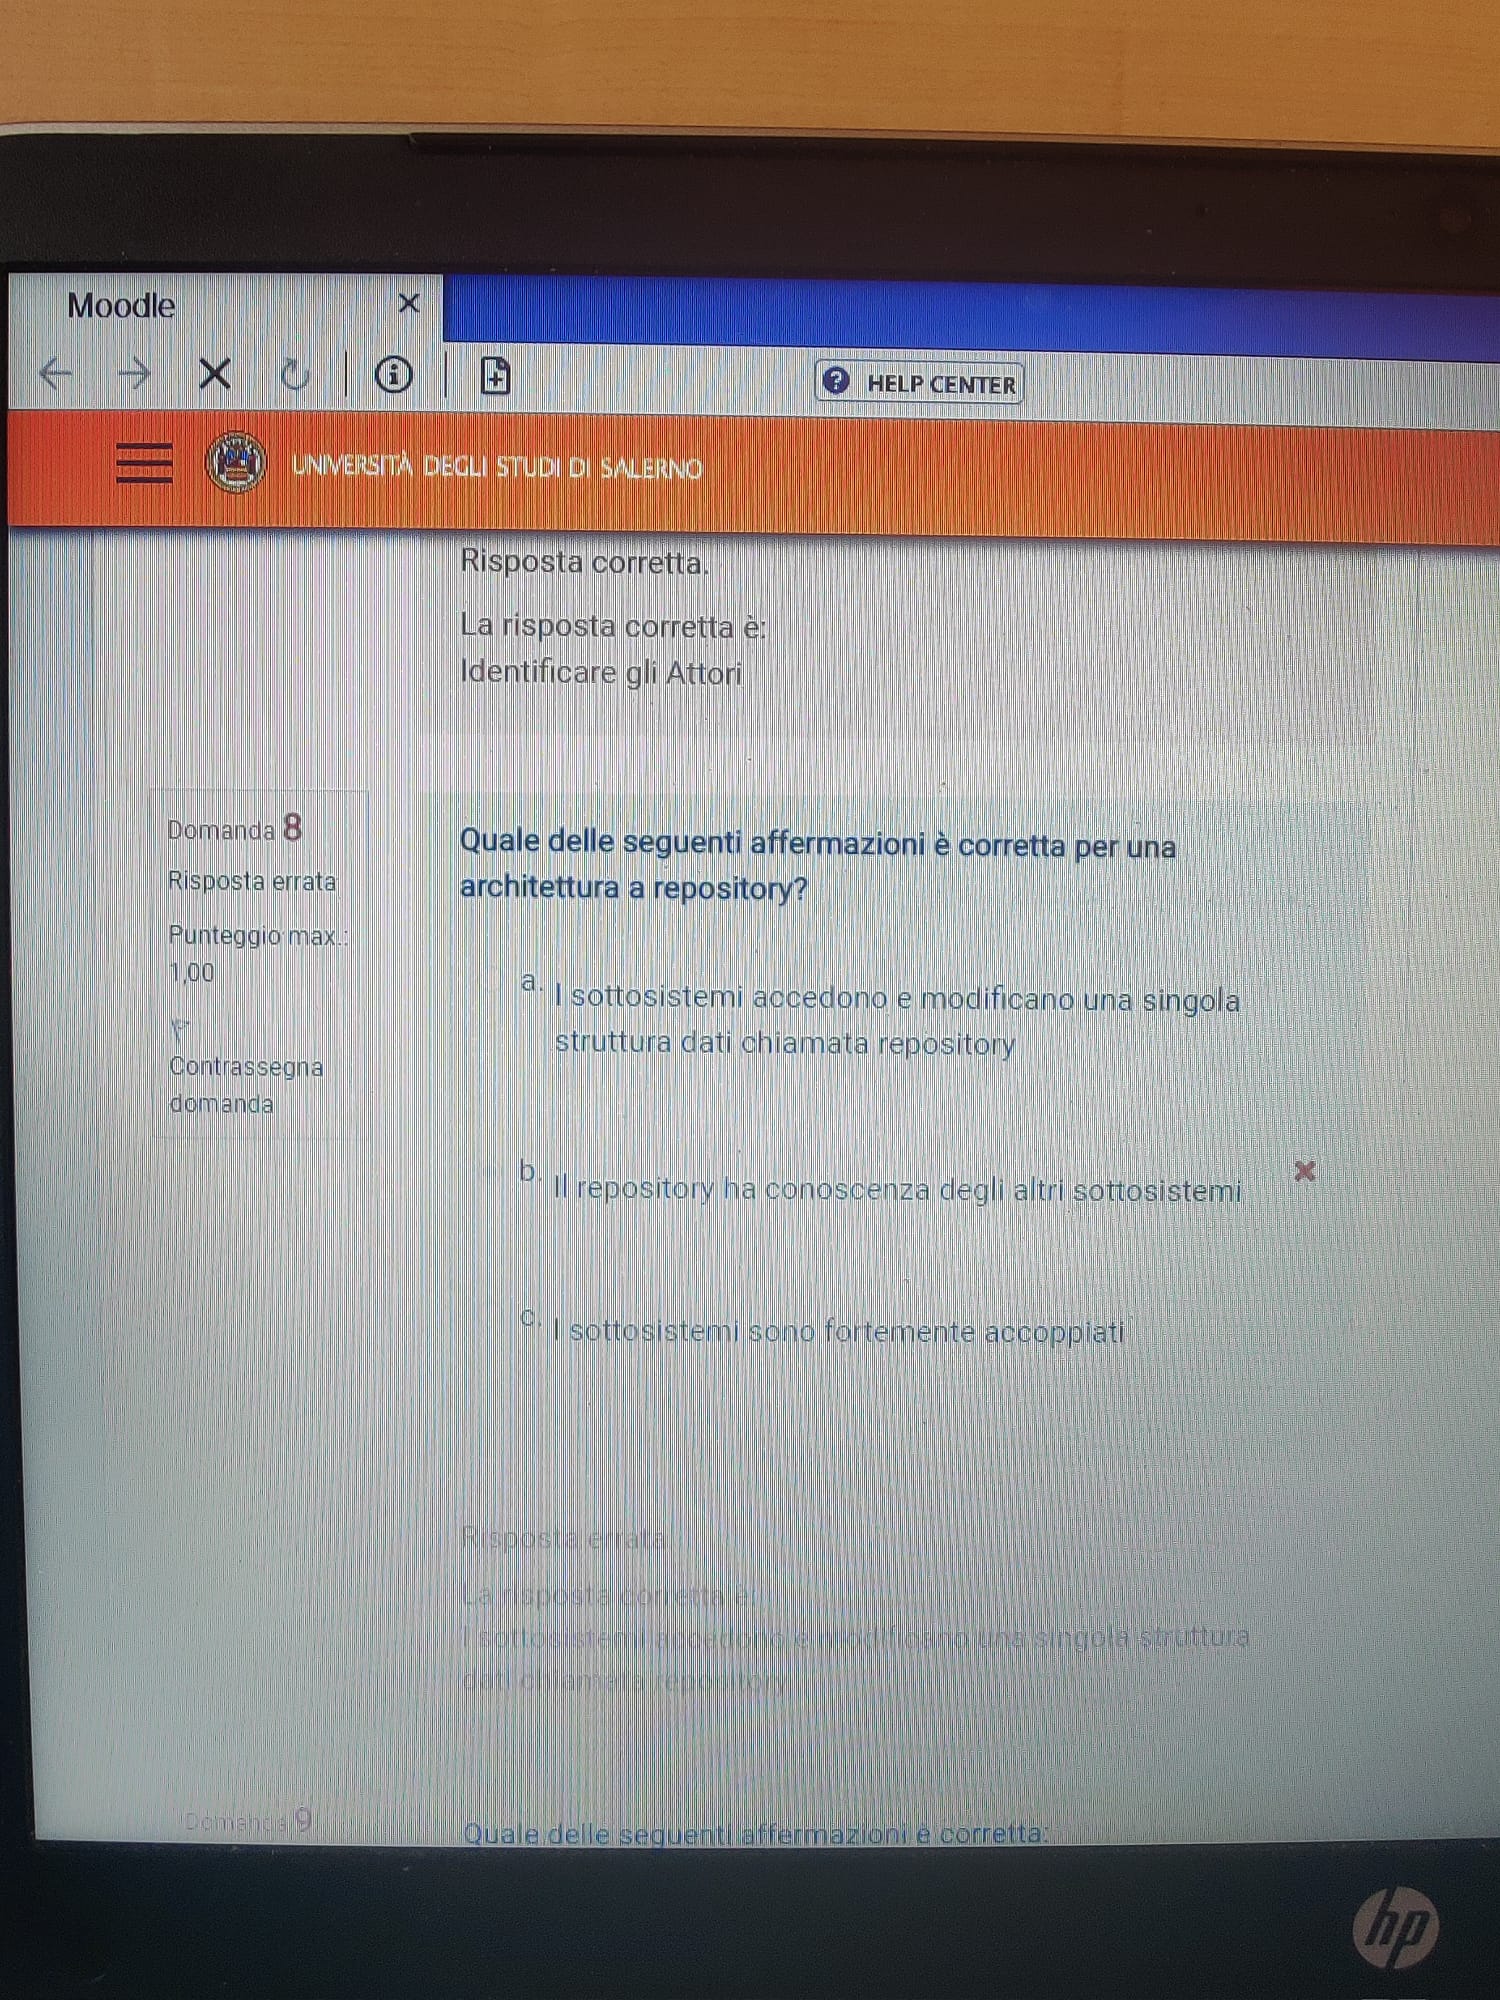 Moodle
HELP CENTER
UNIVERSITÀ DEGLI STUDI DI SALERNO
Risposta corretta.
La risposta corretta è:
Identificare gli Attori
Domanda 8
Risposta errata
Punteggio max.:
1,00
Contrassegna
domanda
Quale delle seguenti affermazioni è corretta per una
architettura a repository?
a. I sottosistemi accedono e modificano una singola
struttura dati chiamata repository
b. Il repository ha conoscenza degli altri sottosistemi
c. I sottosistemi sono fortemente accoppiati
Risposta errata.
La risposta corretta è:
I sottosistemi accedono e modificano una singola struttura
dati chiamata repository
Domanda 9
Quale delle seguenti affermazioni è corretta:
hp